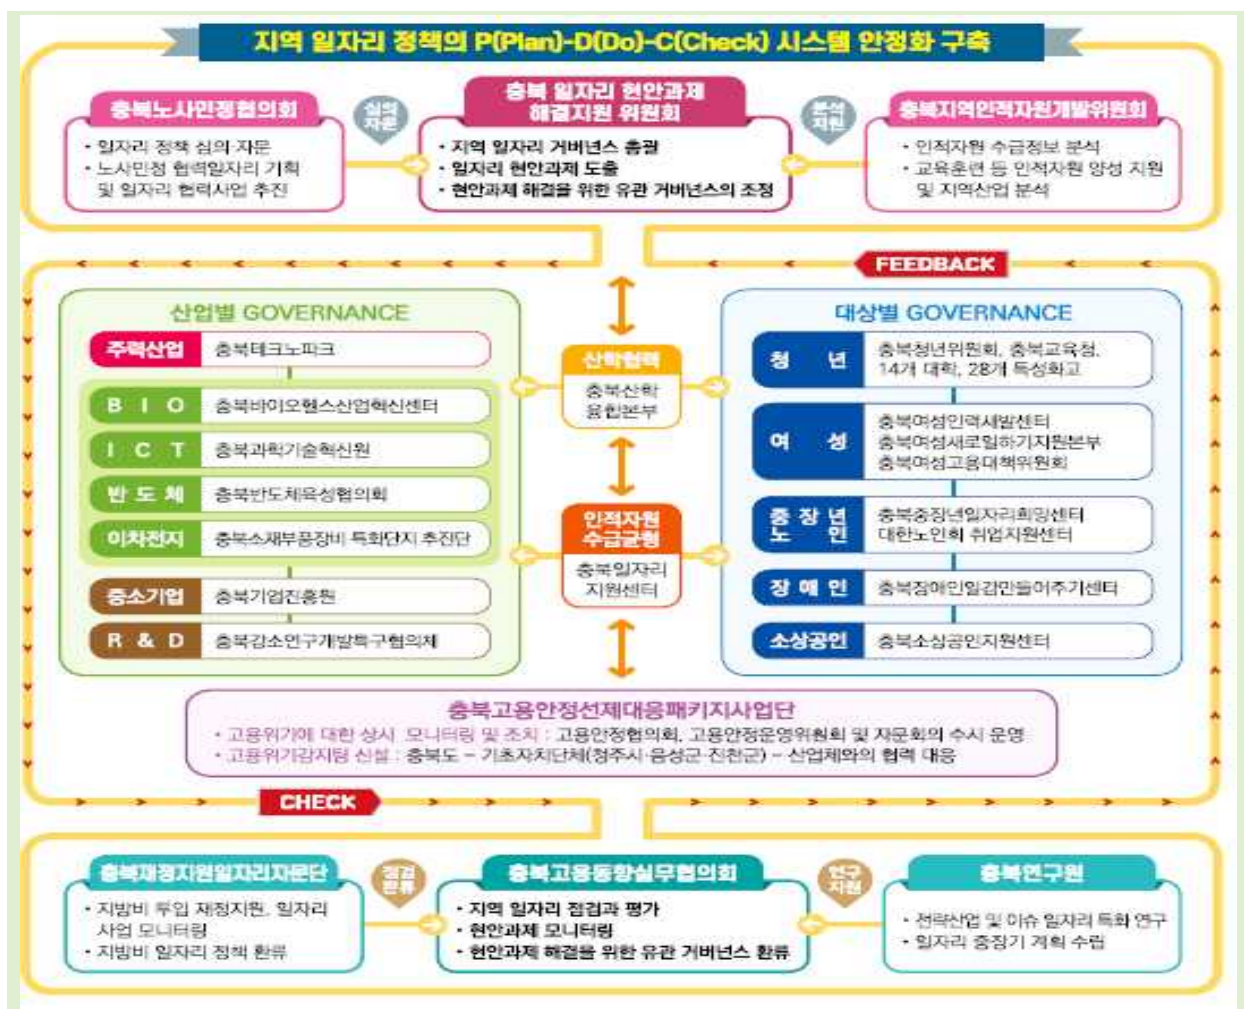 지역 일자리 정책의 P(Plan)-D(Do)-C(Check) 시스템 안정화 구축
충북노사민정협의회
• 일자리 정책 심의·자문
• 노사민정 협력일자리 기획
및 일자리 협력사업 추진
심의
자문
충북 일자리 현안과제
해결지원 위원회
• 지역 일자리 거버넌스 총괄
• 일자리 현안과제 도출
• 현안과제 해결을 위한 유관 거버넌스의 조정
분석
지원
충북지역인적자원개발위원회
• 인적자원 수급정보 분석
• 교육훈련 등 인적자원 양성 지원
및 지역산업 분석
FEEDBACK
산업별 GOVERNANCE
주력산업 충북테크노파크
B I O 충북바이오헬스산업혁신센터
I C T 충북과학기술혁신원
반도체 충북반도체육성협의회
이차전지 충북소재부품장비 특화단지 추진단
중소기업 충북기업진흥원
R & D 충북강소연구개발특구협의체
산학협력
충북산학
융합본부
인적자원
수급균형
충북일자리
지원센터
대상별 GOVERNANCE
청 년
충북청년위원회, 충북교육청,
14개 대학, 28개 특성화고
여 성
충북여성인력새발센터
충북여성새로일하기지원본부
충북여성고용대책위원회
중장년
노 인
충북중장년일자리희망센터
대한노인회 취업지원센터
장애인 충북장애인일감만들어주기센터
소상공인 충북소상공인지원센터
충북고용안정선제대응패키지사업단
• 고용위기에 대한 상시 모니터링 및 조치 : 고용안정협의회, 고용안정운영위원회 및 자문회의 수시 운영
• 고용위기감지팀 신설 : 충북도 – 기초자치단체(청주시·음성군·진천군) – 산업체와의 협력 대응
CHECK
충북재정지원일자리자문단
• 지방비 투입 재정지원, 일자리
사업 모니터링
• 지방비 일자리 정책 환류
점검
환류
충북고용동향실무협의회
• 지역 일자리 점검과 평가
• 현안과제 모니터링
• 현안과제 해결을 위한 유관 거버넌스 환류
연구
지원
충북연구원
• 전략산업 및 이슈 일자리 특화 연구
• 일자리 중장기 계획 수립